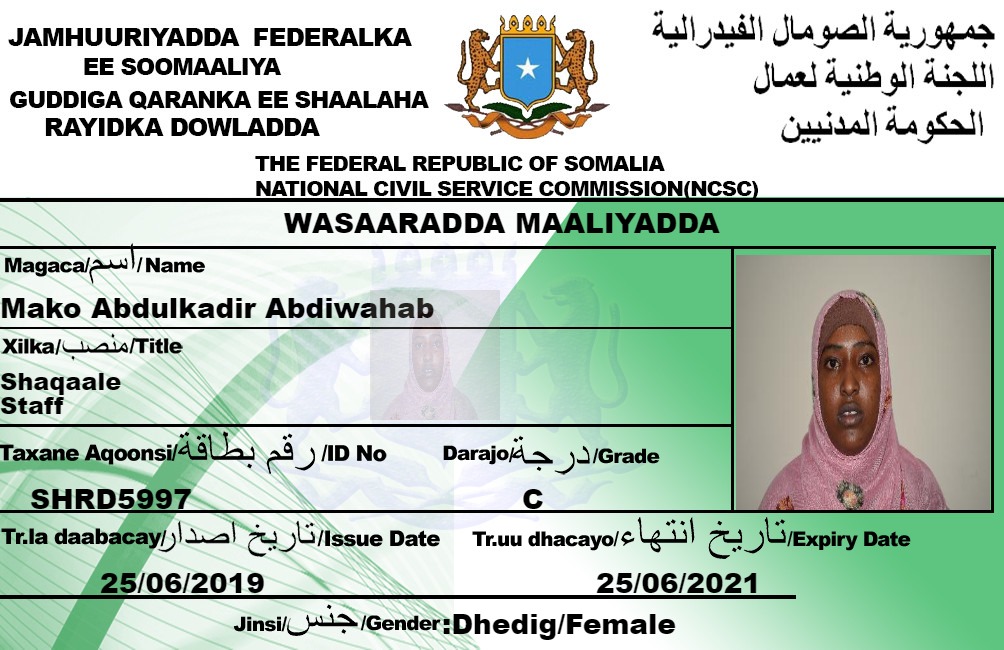 JAMHUURIYADDA FEDERALKA
EE SOOMAALIYA
GUDDIGA QARANKA EE SHAALAHA
RAYIDKA DOWLADDA
جمهورية الصومال الفيدرالية
اللجنة الوطنية لعمال
الحكومة المدنيين
THE FEDERAL REPUBLIC OF SOMALIA
NATIONAL CIVIL SERVICE COMMISSION(NCSC)
WASAARADDA MAALIYADDA
Magaca/اسم/Name
Mako Abdulkadir Abdiwahab
Xilka/منصب/Title
Shaqaale
Staff
Taxane Aqoonsi/رقم بطاقة/ID No
SHRD5997
Darajo/درجة/Grade
C
Tr.la daabacay/تاريخ اصدار/Issue Date
25/06/2019
Tr.uu dhacayo/تاريخ انتهاء/Expiry Date
25/06/2021
Jinsi/جنس/Gender:Dhedig/Female